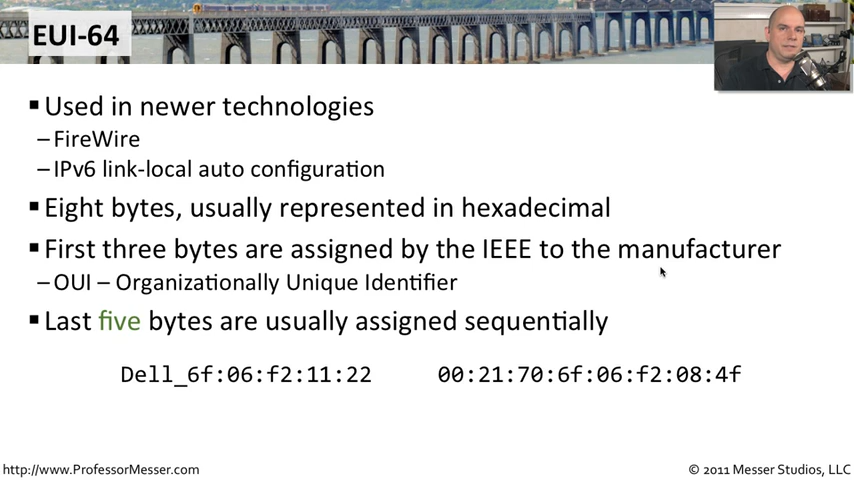 EUI-64
▪ Used in newer technologies
– FireWire
– IPv6 link-local auto configuration
▪ Eight bytes, usually represented in hexadecimal
▪ First three bytes are assigned by the IEEE to the manufacturer
– OUI – Organizationally Unique Identifier
▪ Last five bytes are usually assigned sequentially
Dell_6f:06:f2:11:22 00:21:70:6f:06:f2:08:4f
http://www.ProfessorMesser.com © 2011 Messer Studios, LLC